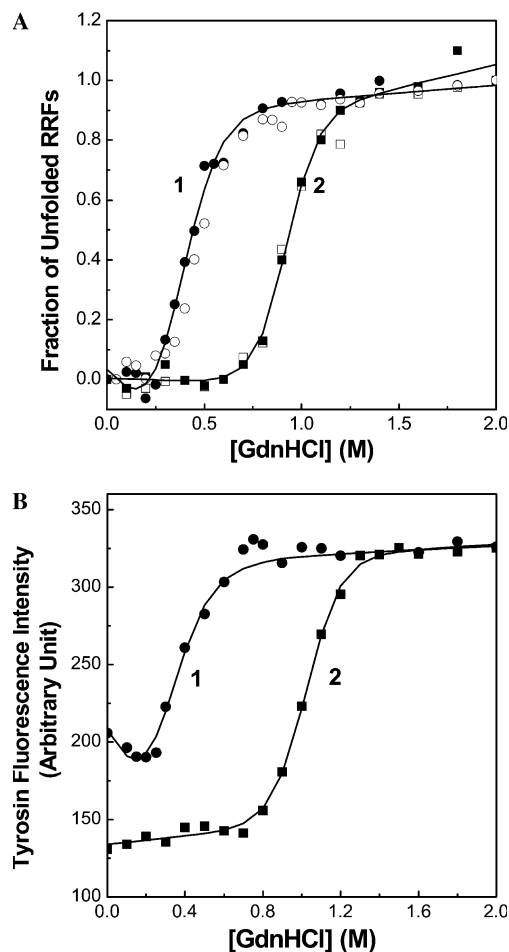 A
1.2
1.0
0.8
0.6
0.4
0.2
0.0
Fraction of Unfolded RRFs
1
2
0.0 0.5 1.0 1.5 2.0
[GdnHCl] (M)
B
350
300
250
200
150
100
Tyrosin Fluorescence Intensity
(Arbitrary Unit)
1
2
0.0 0.4 0.8 1.2 1.6 2.0
[GdnHCl] (M)